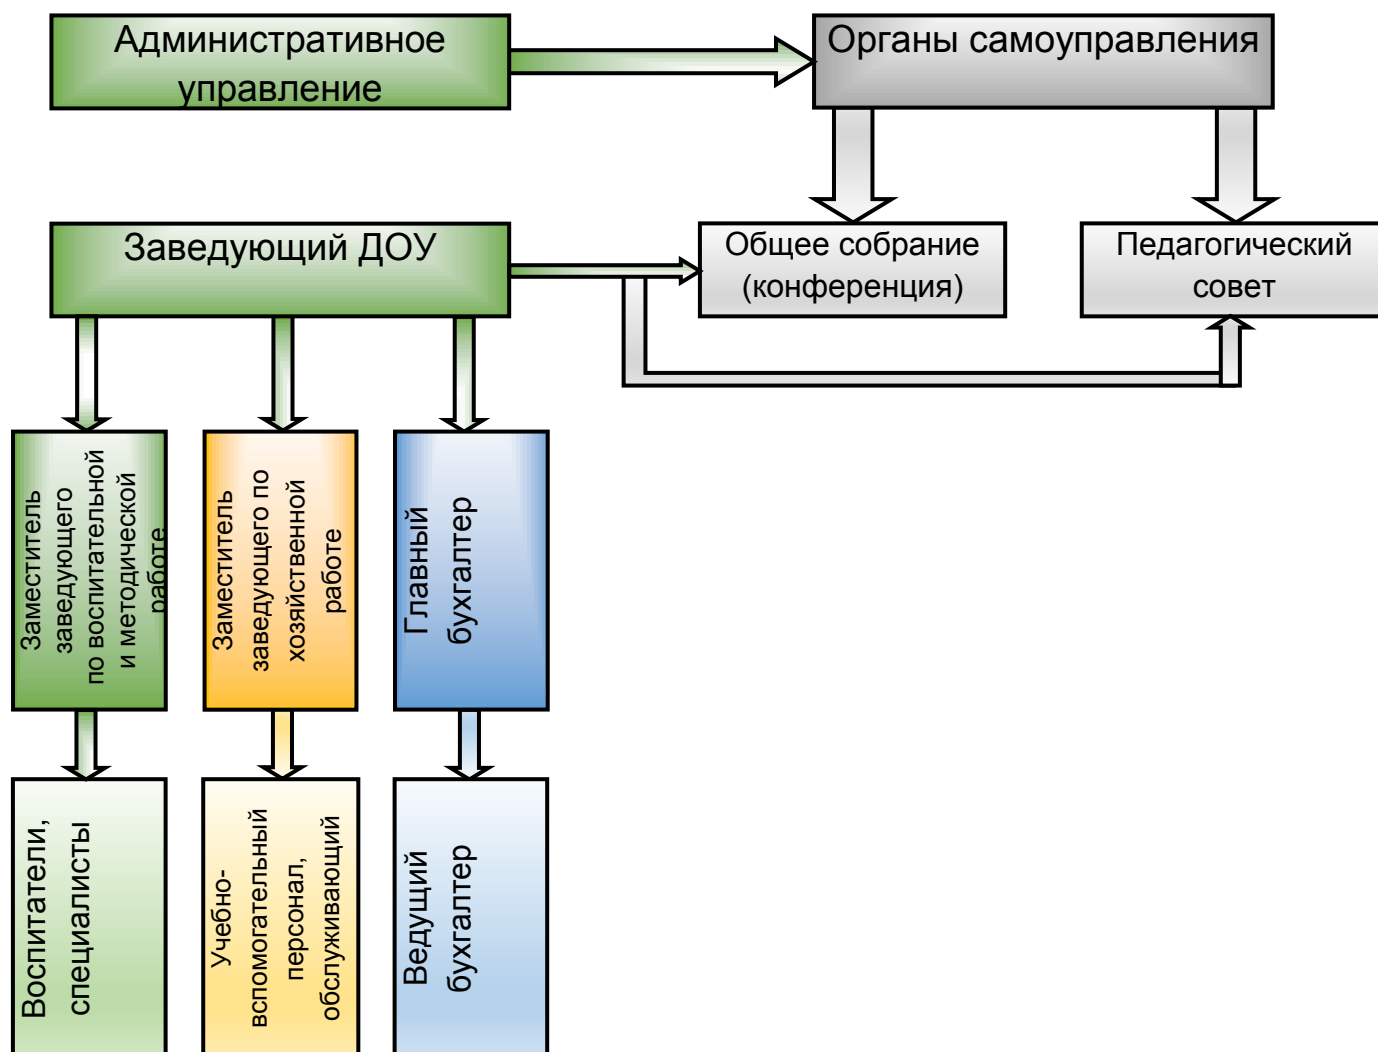 Административное
управление
Органы самоуправления
Заведующий ДОУ
Общее собрание
(конференция)
Педагогический
совет
Заместитель
заведующего
по воспитательной
и методической
работе
Заместитель
заведующего по
хозяйственной
работе
Главный
бухгалтер
Воспитатели,
специалисты
Учебно-
вспомогательный
персонал,
обслуживающий
Ведущий
бухгалтер